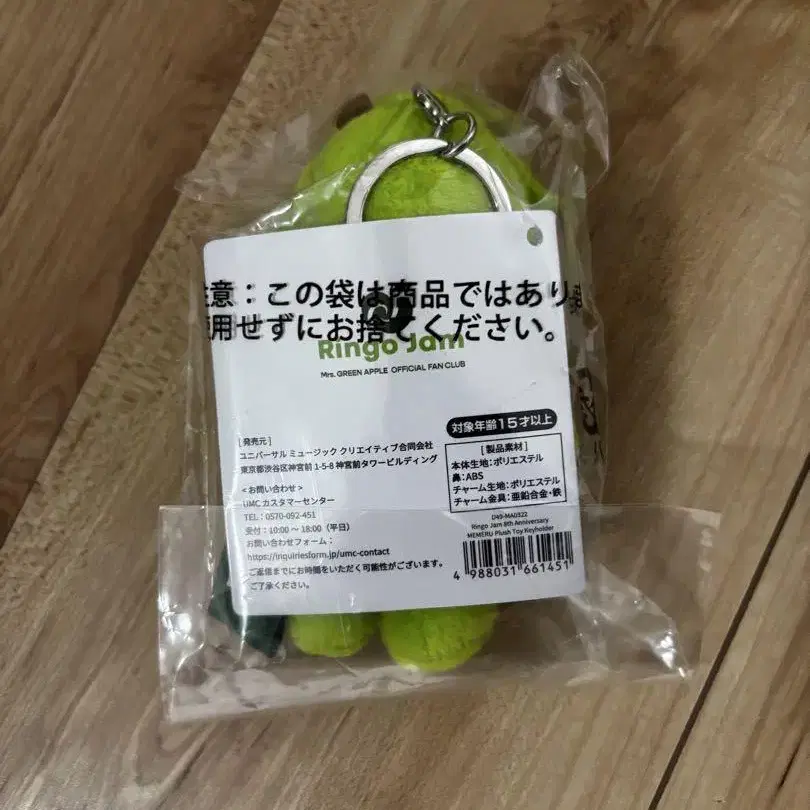 意：この袋は商品ではあり
用せずにお捨てください。
Ringo Jam
Mrs. GREEN APPLE OFFICIAL FAN CLUB
対象年齢15才以上
[発売元]
ユニバーサル ミュージック クリエイティブ合同会社
東京都渋谷区神宮前 1-5-8 神宮前タワービルディング
<お問い合わせ>
UMC カスタマーセンター
TEL：0570-092-451
受付：10:00 ～ 18:00（平日）
お問い合わせフォーム：
https://inquiriesform.jp/umc-contact
ご返信までにお時間をいただく可能性がございます。
ご了承ください。
[製品素材]
本体生地：ポリエステル
鼻：ABS
チャーム生地：ポリエステル
チャーム金具：亜鉛合金・鉄
D49-MA0322
Ringo Jam 8th Anniversary
MEMERU Plush Toy Keyholder
4 988031 661451